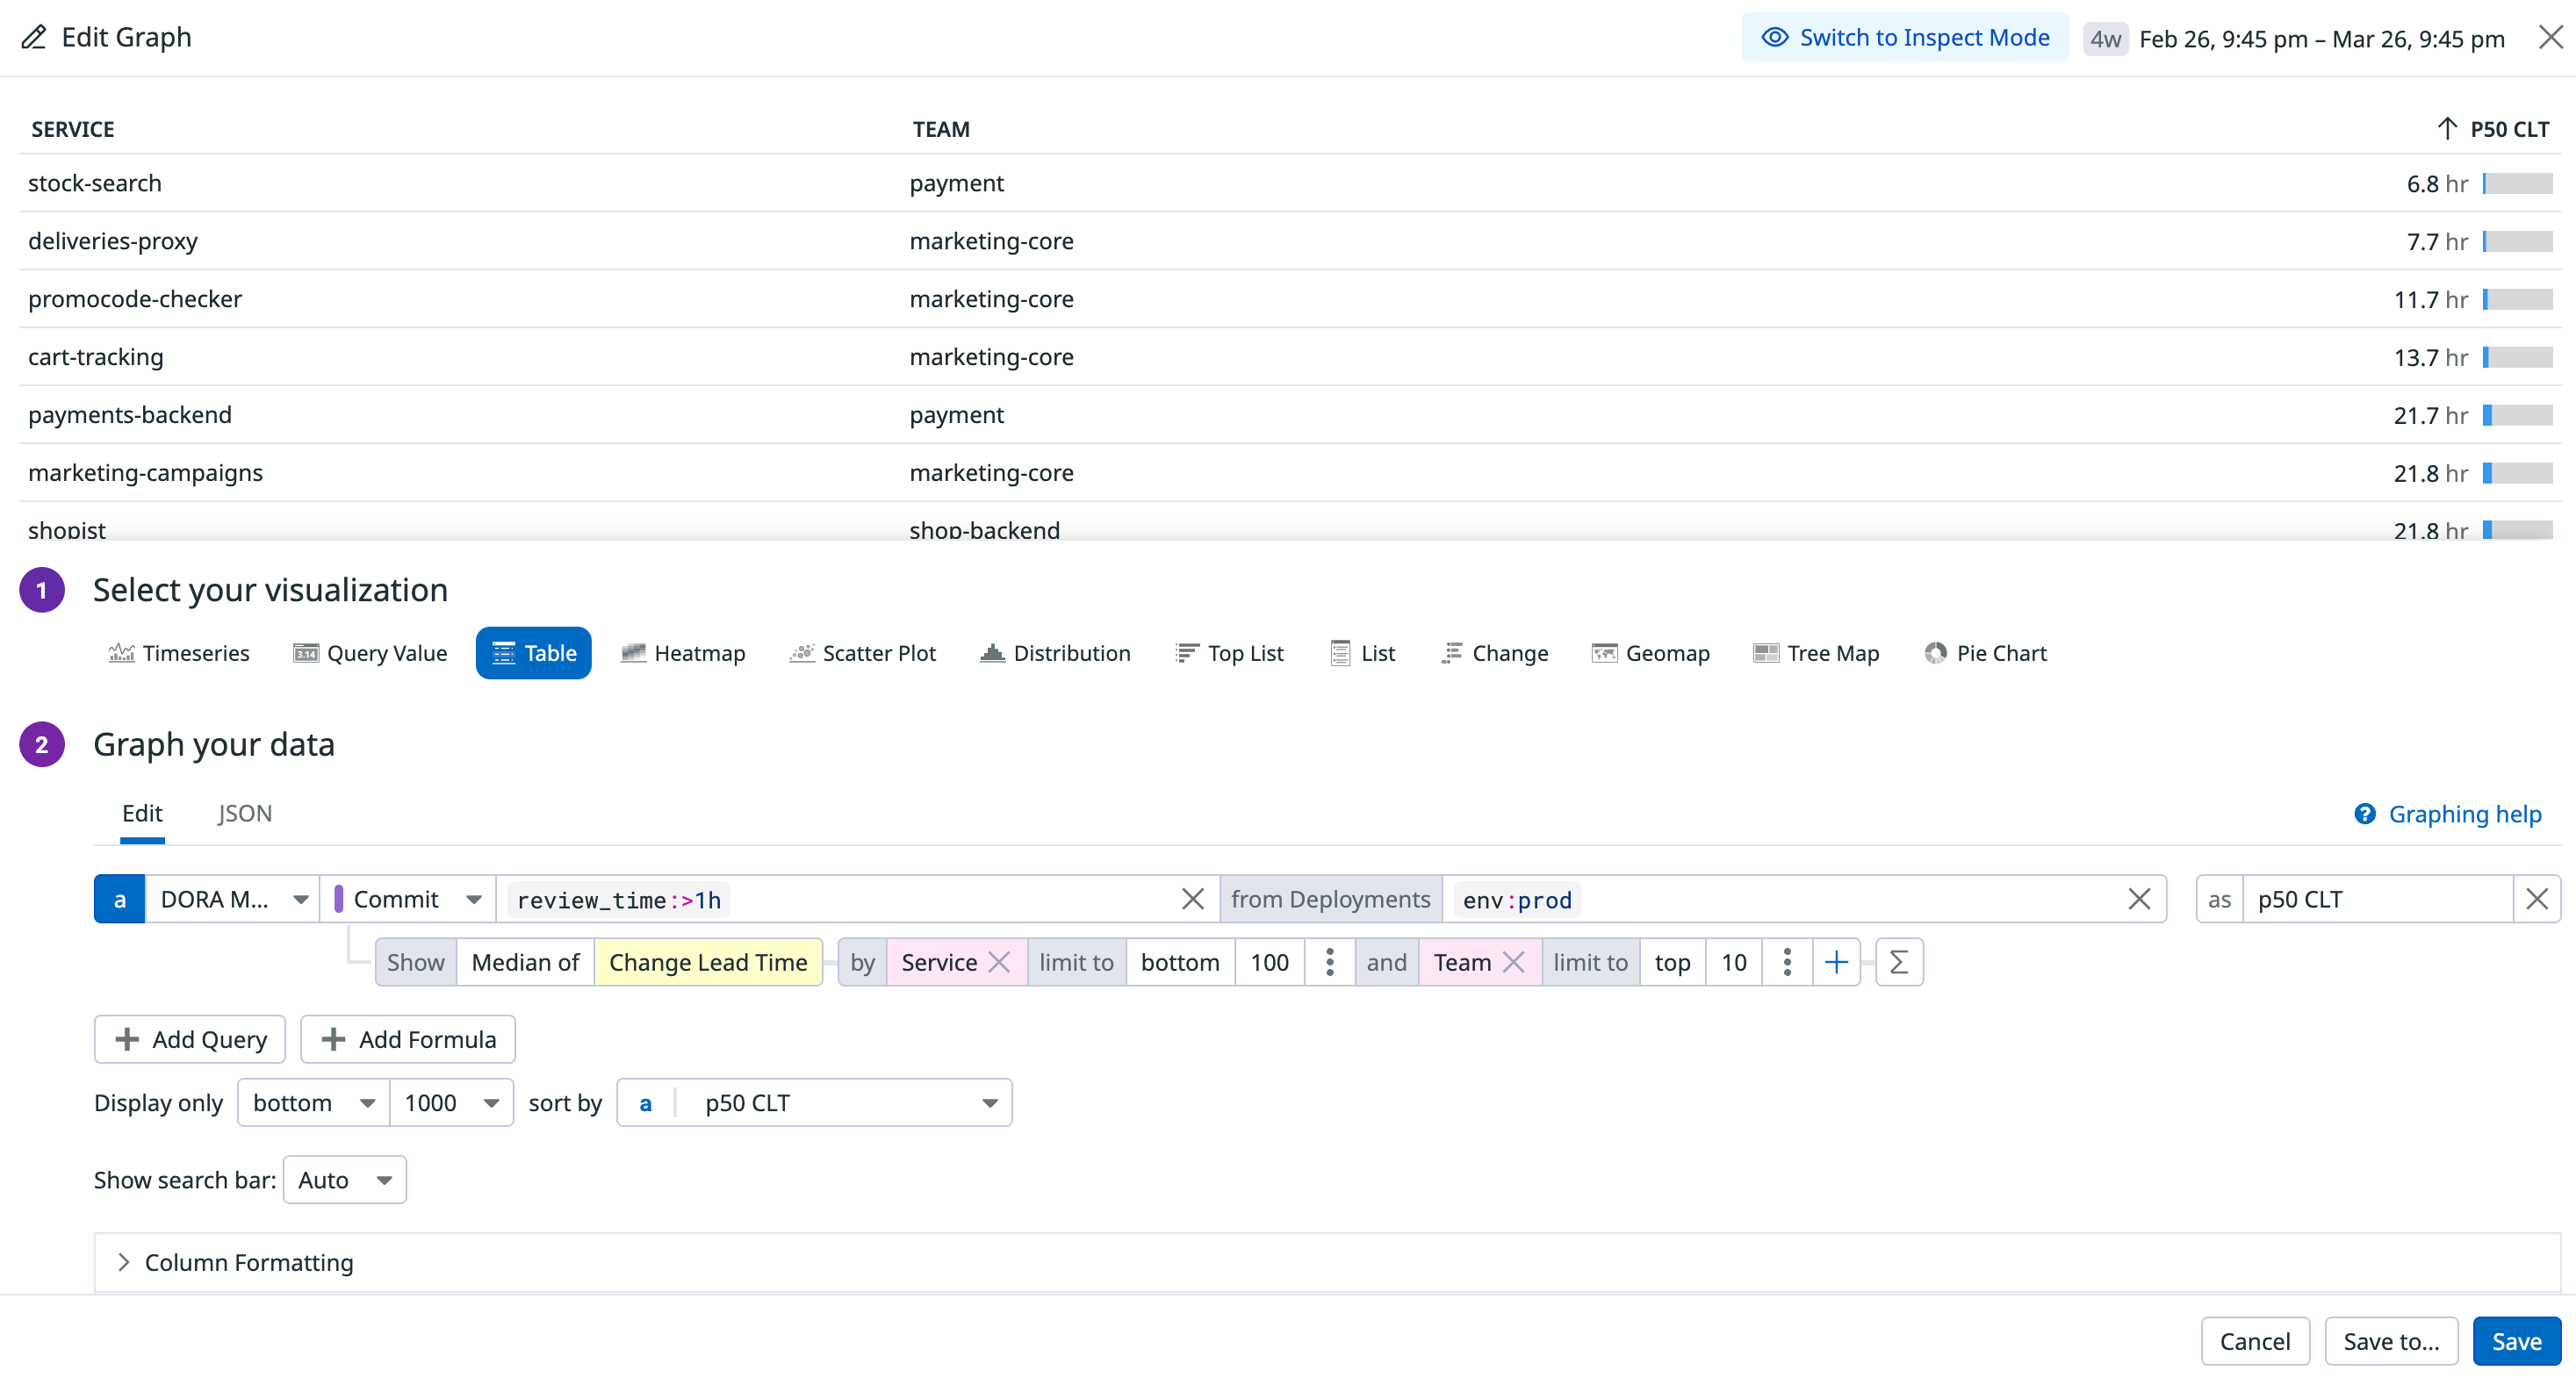 Edit Graph Switch to Inspect Mode 4w Feb 26, 9:45 pm – Mar 26, 9:45 pm
SERVICE TEAM ↑ P50 CLT
stock-search payment 6.8 hr
deliveries-proxy marketing-core 7.7 hr
promocode-checker marketing-core 11.7 hr
cart-tracking marketing-core 13.7 hr
payments-backend payment 21.7 hr
marketing-campaigns marketing-core 21.8 hr
shopist shop-backend 21.8 hr
1 Select your visualization
Timeseries 3.14 Query Value Table Heatmap Scatter Plot Distribution Top List List Change Geomap Tree Map Pie Chart
2 Graph your data
Edit JSON ? Graphing help
a DORA M... Commit review_time:>1h from Deployments env:prod as p50 CLT
Show Median of Change Lead Time by Service limit to bottom 100 and Team limit to top 10 + Σ
+ Add Query + Add Formula
Display only bottom 1000 sort by a p50 CLT
Show search bar: Auto
Column Formatting
Cancel Save to... Save